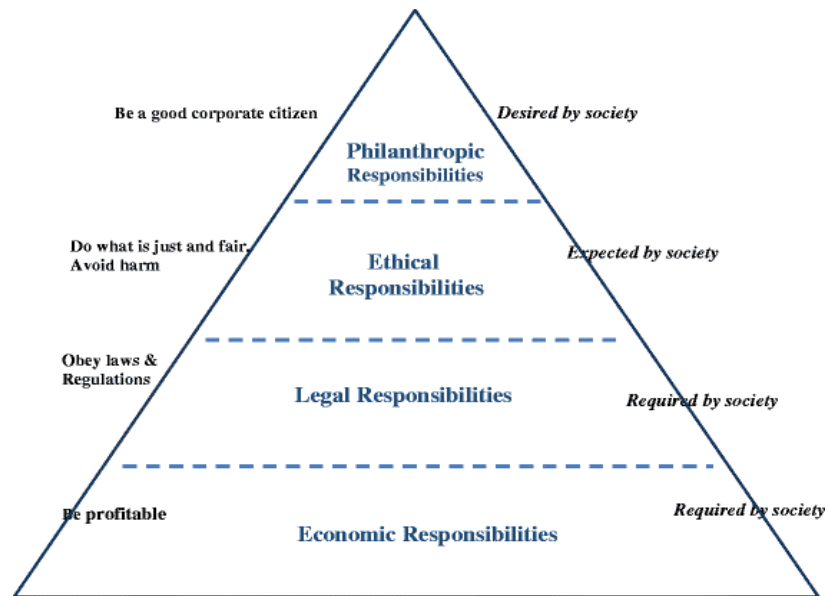 Be a good corporate citizen
Desired by society
Philanthropic
Responsibilities
Do what is just and fair,
Avoid harm
Expected by society
Ethical
Responsibilities
Obey laws &
Regulations
Legal Responsibilities
Required by society
Be profitable
Required by society
Economic Responsibilities